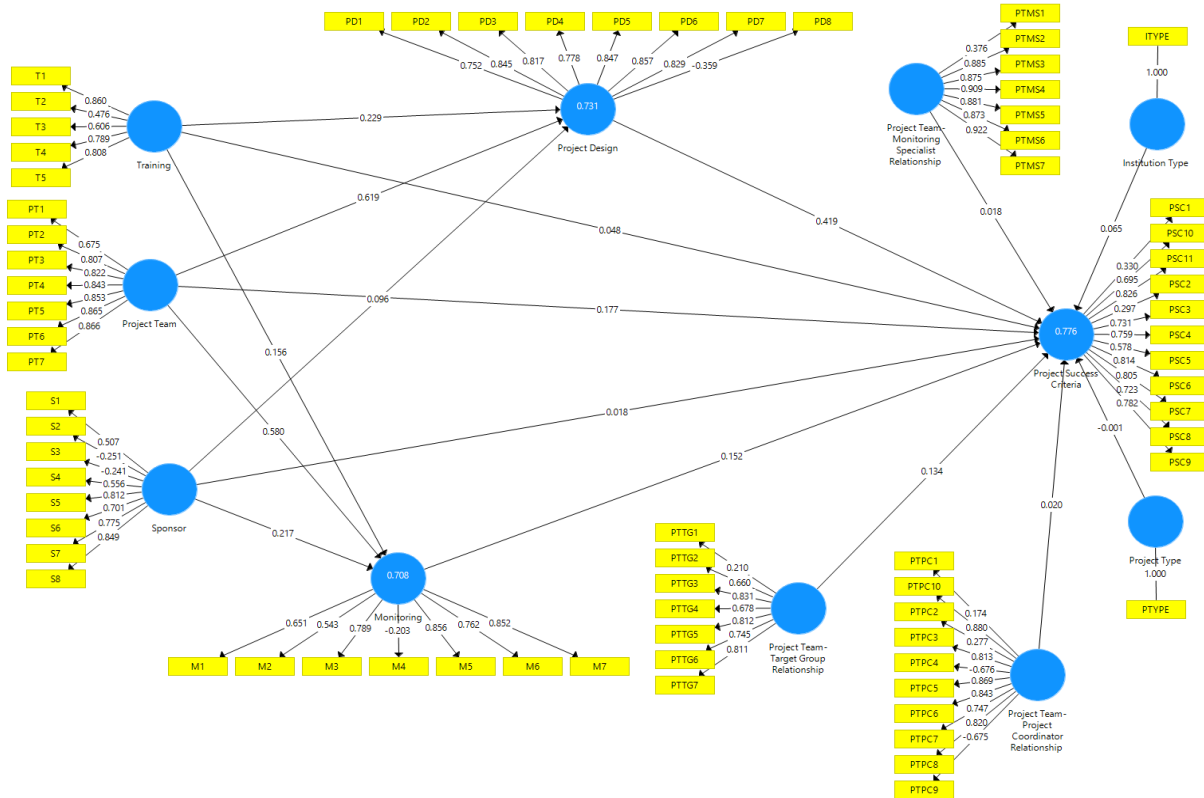 PD1
PD2
PD3
PD4
PD5
PD6
PD7
PD8
0.752
0.845
0.817
0.778
0.847
0.857
0.829
-0.359
0.731
Project Design
T1
T2
T3
T4
T5
0.860
0.476
0.606
0.789
0.808
Training
0.229
0.048
0.156
PT1
PT2
PT3
PT4
PT5
PT6
PT7
0.675
0.807
0.822
0.843
0.853
0.865
0.866
Project Team
0.619
0.177
0.580
S1
S2
S3
S4
S5
S6
S7
S8
0.507
-0.251
-0.241
0.556
0.812
0.701
0.775
0.849
Sponsor
0.096
0.018
0.217
0.708
Monitoring
0.651
0.543
0.789
-0.203
0.856
0.762
0.852
M1
M2
M3
M4
M5
M6
M7
0.419
0.152
PTMS1
PTMS2
PTMS3
PTMS4
PTMS5
PTMS6
PTMS7
0.376
0.885
0.875
0.909
0.881
0.873
0.922
Project Team-
Monitoring
Specialist
Relationship
0.018
ITYPE
1.000
Institution Type
0.065
PSC1
PSC10
PSC11
PSC2
PSC3
PSC4
PSC5
PSC6
PSC7
PSC8
PSC9
0.330
0.695
0.826
0.297
0.731
0.759
0.578
0.814
0.805
0.723
0.782
0.776
Project Success
Criteria
-0.001
Project Type
1.000
PTYPE
PTTG1
PTTG2
PTTG3
PTTG4
PTTG5
PTTG6
PTTG7
0.210
0.660
0.831
0.678
0.812
0.745
0.811
Project Team-
Target Group
Relationship
0.134
PTPC1
PTPC10
PTPC2
PTPC3
PTPC4
PTPC5
PTPC6
PTPC7
PTPC8
PTPC9
0.174
0.880
0.277
0.813
-0.676
0.869
0.843
0.747
0.820
-0.675
Project Team-
Project
Coordinator
Relationship
0.020